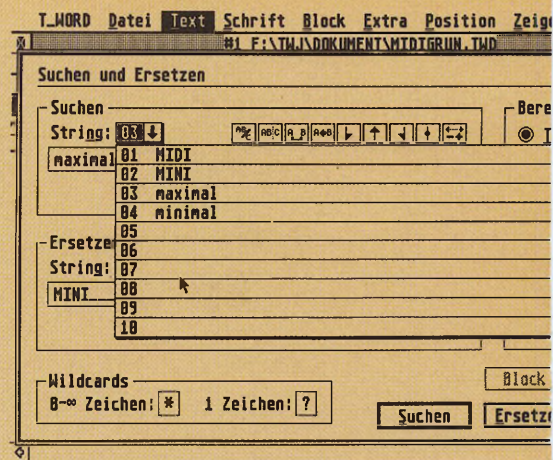 T_WORD Datei Text Schrift Block Extra Position Zeig
#1 F:\TWJ\DOKUMENT\MIDIGRUN.TWD
Suchen und Ersetzen
Suchen
Bere
String: 03
maximal
01 MIDI
02 MINI
03 maximal
04 minimal
05
06
07
08
09
10
Ersetze
String:
MINI
Wildcards
0-∞ Zeichen: * 1 Zeichen: ?
Block
Suchen Ersetze